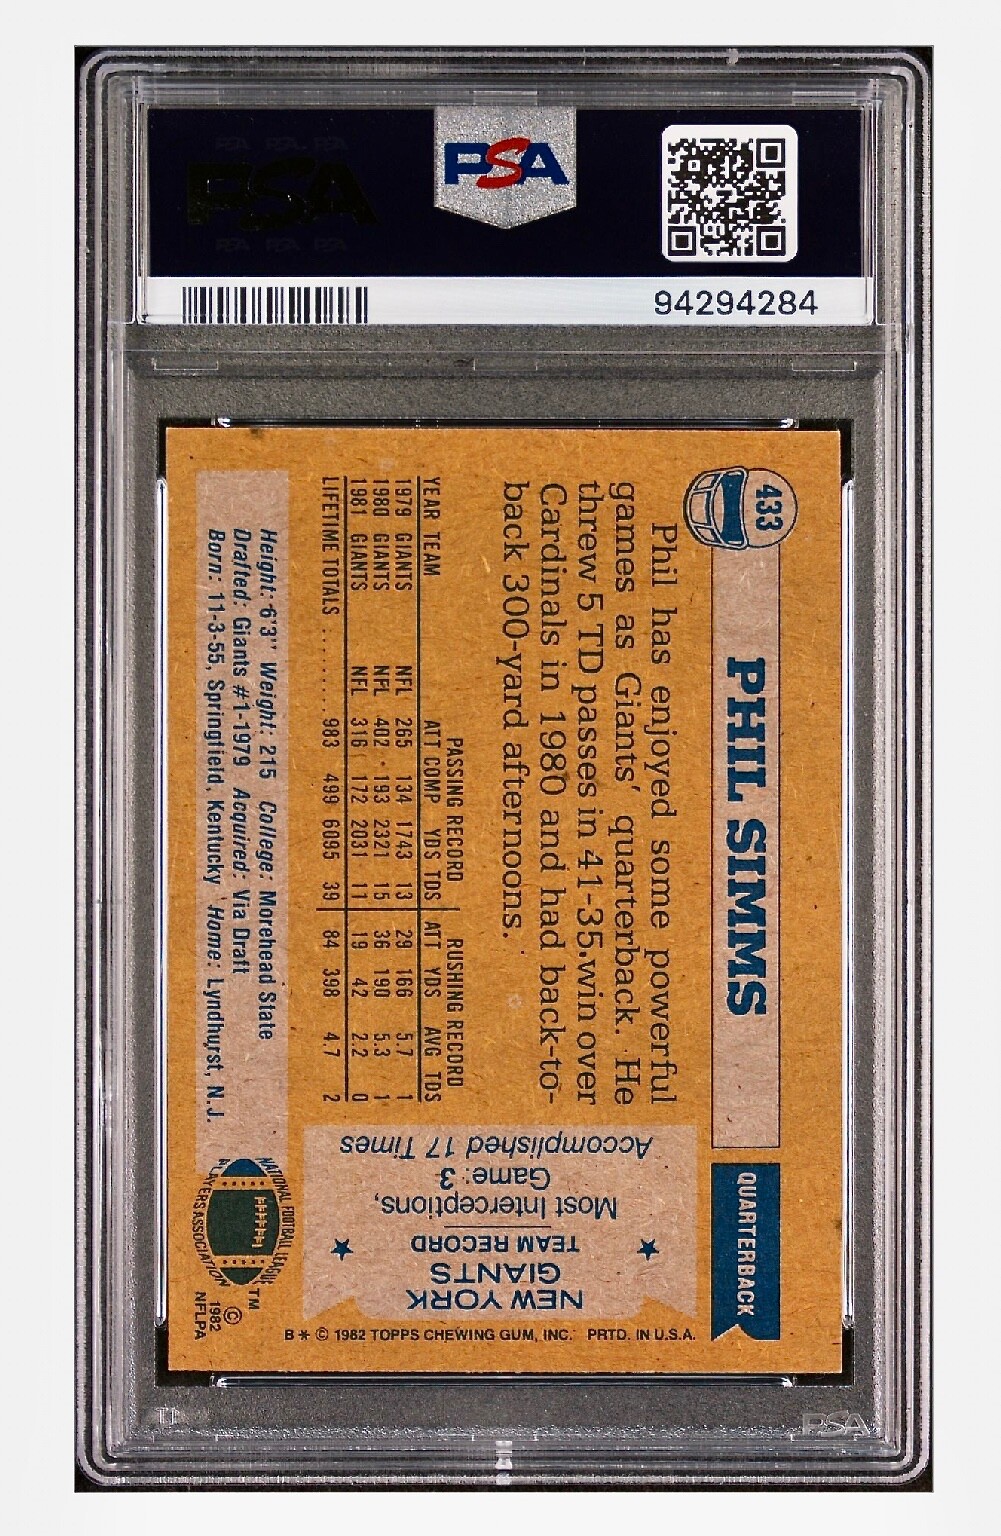 PSA
94294284
433
PHIL SIMMS
QUARTERBACK
Phil has enjoyed some powerful
games as Giants' quarterback. He
threw 5 TD passes in 41-35 win over
Cardinals in 1980 and had back-to-
back 300-yard afternoons.
PASSING RECORD RUSHING RECORD
YEAR TEAM ATT COMP YDS TDS ATT YDS AVG TDS
1979 GIANTS NFL 265 134 1743 13 29 166 5.7 1
1980 GIANTS NFL 402 193 2321 15 36 190 5.3 1
1981 GIANTS NFL 316 172 2031 11 19 42 2.2 0
LIFETIME TOTALS .......... 983 499 6095 39 84 398 4.7 2
Height: 6'3" Weight: 215 College: Morehead State
Drafted: Giants #1-1979 Acquired: Via Draft
Born: 11-3-55, Springfield, Kentucky Home: Lyndhurst, N.J.
NEW YORK
GIANTS
TEAM RECORD
Most Interceptions,
Game: 3
Accomplished 17 Times
NATIONAL FOOTBALL LEAGUE
PLAYERS ASSOCIATION
TM
© 1982
NFLPA
B* © 1982 TOPPS CHEWING GUM, INC. PRTD. IN U.S.A.
PSA